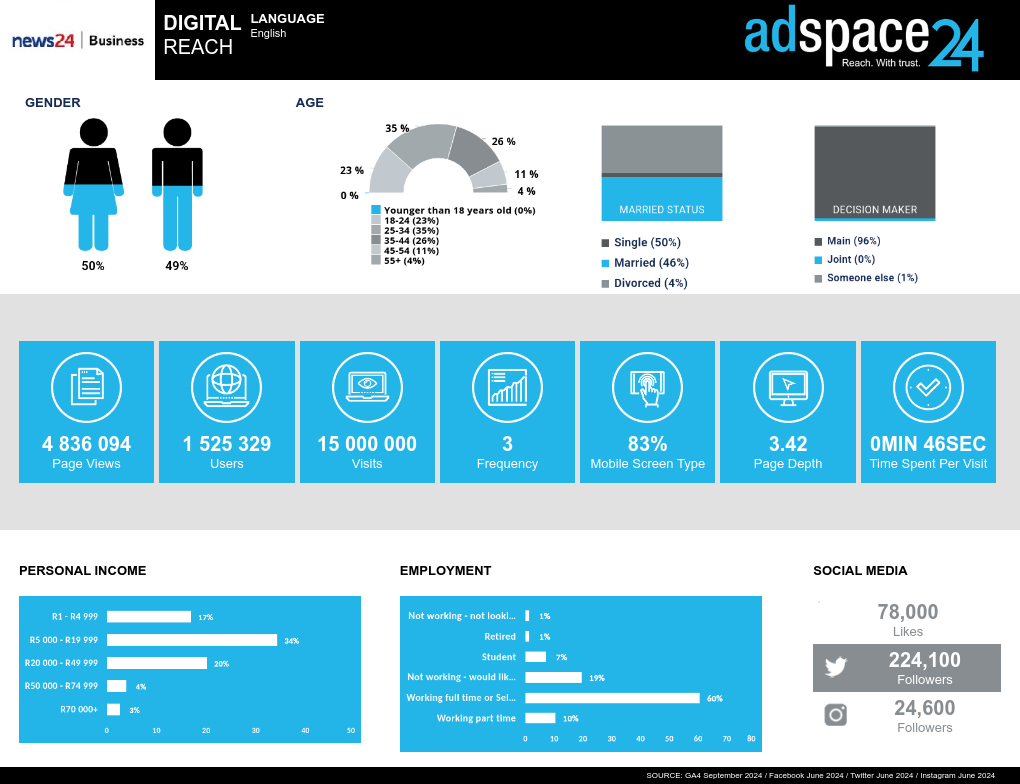 news24 | Business
DIGITAL
REACH
LANGUAGE
English
adspace24
Reach. With trust.
GENDER
50%
49%
AGE
35 %
26 %
23 %
11 %
0 %
4 %
Younger than 18 years old (0%)
18-24 (23%)
25-34 (35%)
35-44 (26%)
45-54 (11%)
55+ (4%)
MARRIED STATUS
Single (50%)
Married (46%)
Divorced (4%)
DECISION MAKER
Main (96%)
Joint (0%)
Someone else (1%)
4 836 094
Page Views
1 525 329
Users
15 000 000
Visits
3
Frequency
83%
Mobile Screen Type
3.42
Page Depth
0MIN 46SEC
Time Spent Per Visit
PERSONAL INCOME
R1 - R4 999 17%
R5 000 - R19 999 34%
R20 000 - R49 999 20%
R50 000 - R74 999 4%
R70 000+ 3%
0 10 20 30 40 50
EMPLOYMENT
Not working - not looki... 1%
Retired 1%
Student 7%
Not working - would lik... 19%
Working full time or Sel... 60%
Working part time 10%
0 10 20 30 40 50 60 70 80
SOCIAL MEDIA
78,000
Likes
224,100
Followers
24,600
Followers
SOURCE: GA4 September 2024 / Facebook June 2024 / Twitter June 2024 / Instagram June 2024